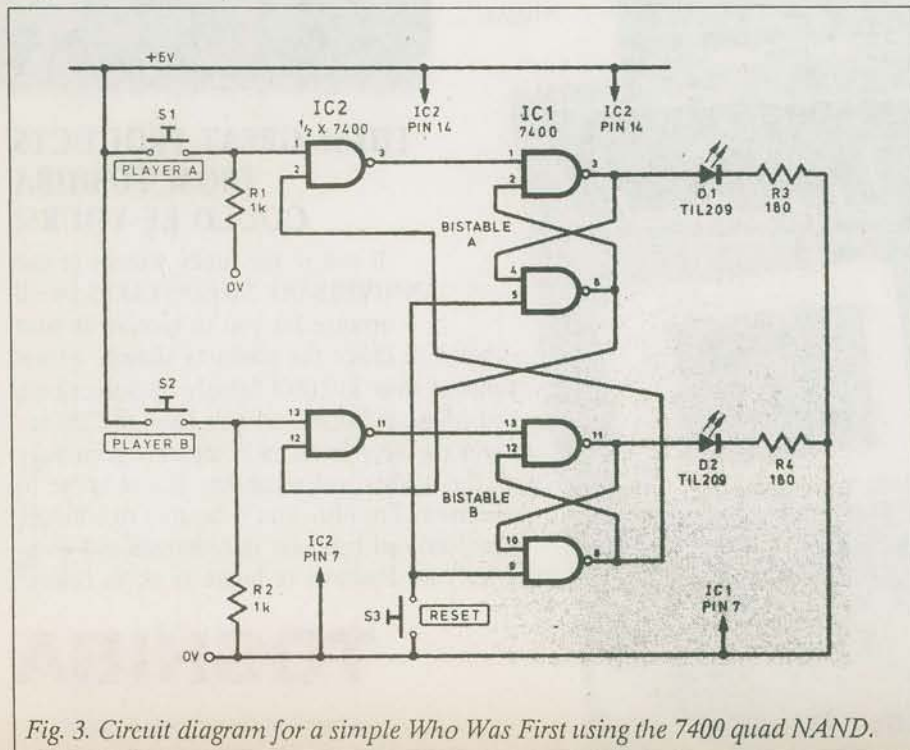 +5V
S1
PLAYER A
R1
1k
0V
IC2
½ X 7400
1
2
3
IC2
PIN 14
IC1
7400
IC2
PIN 14
1
2
3
BISTABLE
A
4
5
6
D1
TIL209
R3
180
S2
PLAYER B
13
12
11
R2
1k
IC2
PIN 7
13
12
11
BISTABLE
B
10
9
8
D2
TIL209
R4
180
S3
RESET
IC1
PIN 7
0V
Fig. 3. Circuit diagram for a simple Who Was First using the 7400 quad NAND.